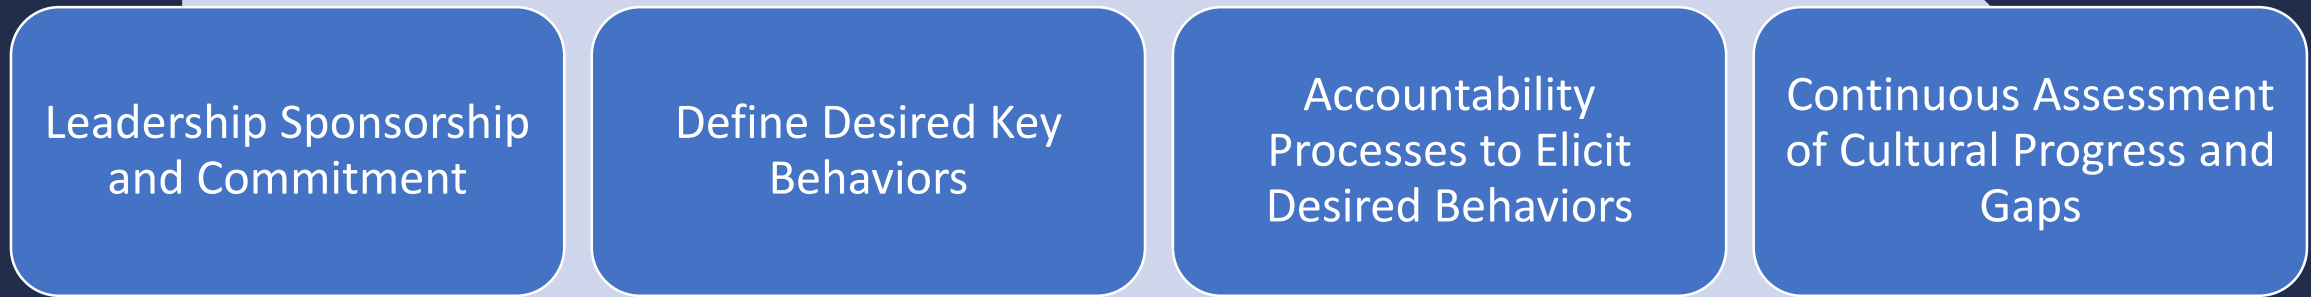 Leadership Sponsorship
and Commitment
Define Desired Key
Behaviors
Accountability
Processes to Elicit
Desired Behaviors
Continuous Assessment
of Cultural Progress and
Gaps